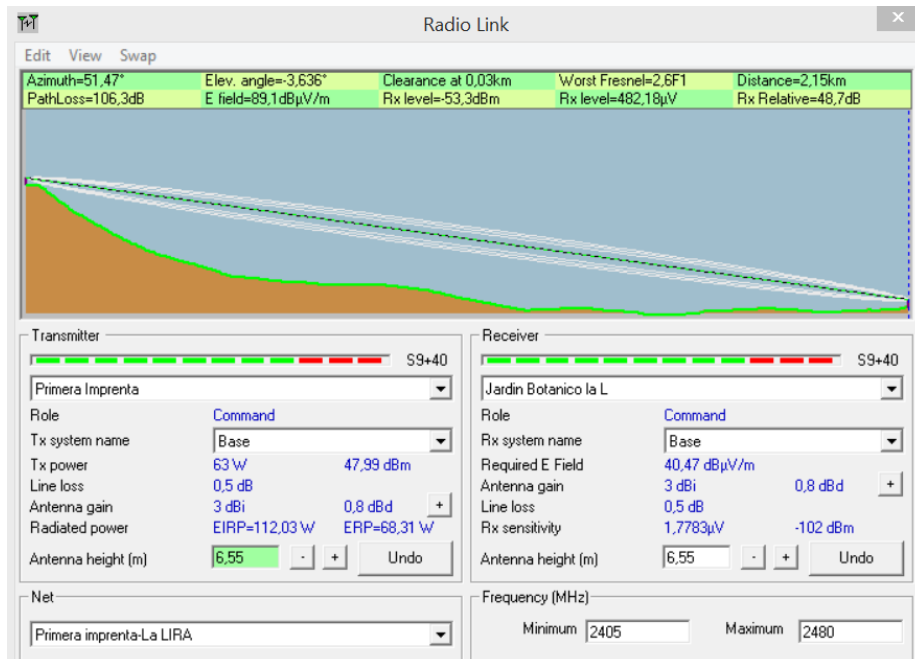 Radio Link
Edit View Swap
Azimuth=51,47° Elev. angle=-3,636° Clearance at 0,03km Worst Fresnel=2,6F1 Distance=2,15km
PathLoss=106,3dB E field=89,1dBµV/m Rx level=-53,3dBm Rx level=482,18µV Rx Relative=48,7dB
Transmitter
S9+40
Primera Imprenta
Role Command
Tx system name Base
Tx power 63 W 47,99 dBm
Line loss 0,5 dB
Antenna gain 3 dBi 0,8 dBd +
Radiated power EIRP=112,03 W ERP=68,31 W
Antenna height (m) 6,55 - + Undo
Net
Primera imprenta-La LIRA
Receiver
S9+40
Jardin Botanico la L
Role Command
Rx system name Base
Required E Field 40,47 dBµV/m
Antenna gain 3 dBi 0,8 dBd +
Line loss 0,5 dB
Rx sensitivity 1,7783µV -102 dBm
Antenna height (m) 6,55 - + Undo
Frequency (MHz)
Minimum 2405 Maximum 2480